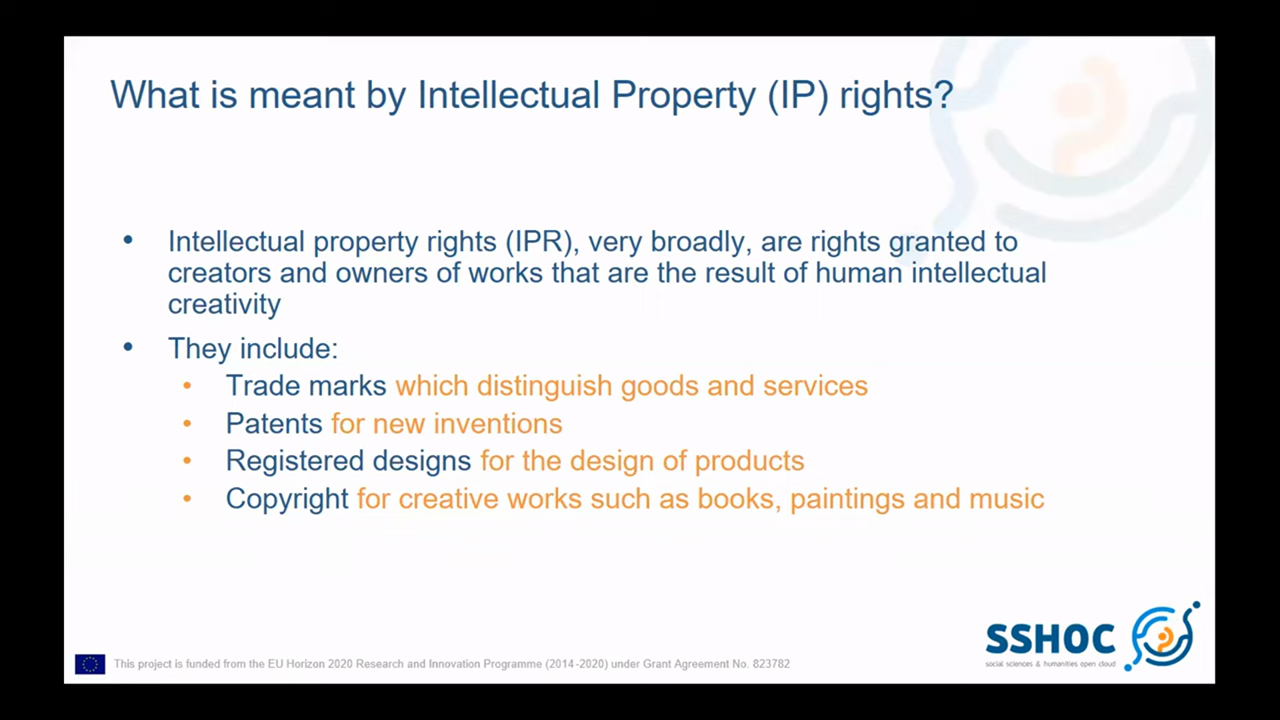 What is meant by Intellectual Property (IP) rights?
• Intellectual property rights (IPR), very broadly, are rights granted to
creators and owners of works that are the result of human intellectual
creativity
• They include:
• Trade marks which distinguish goods and services
• Patents for new inventions
• Registered designs for the design of products
• Copyright for creative works such as books, paintings and music
SSHOC
social sciences & humanities open cloud
This project is funded from the EU Horizon 2020 Research and Innovation Programme (2014-2020) under Grant Agreement No. 823782